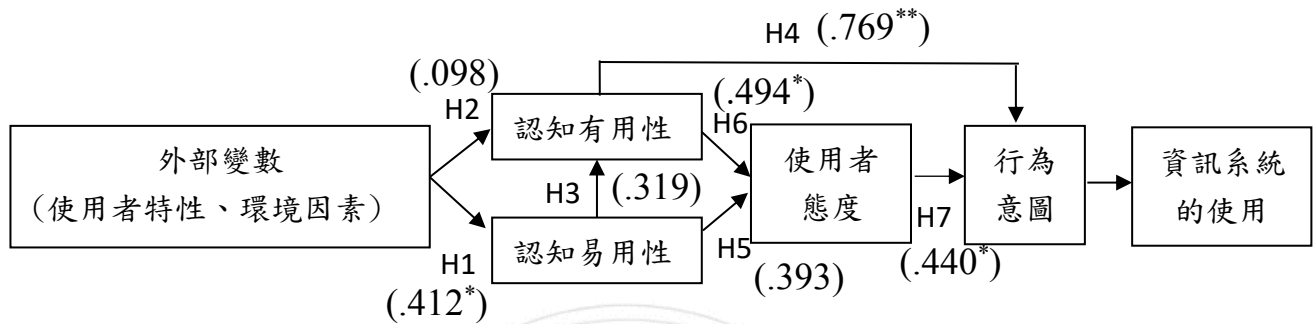 H4 (.769**)
(.098)
H2
認知有用性
(.494*)
H6
外部變數
(使用者特性、環境因素)
H3
(.319)
使用者
態度
行為
意圖
資訊系統
的使用
H1
(.412*)
認知易用性
H5
(.393)
H7
(.440*)